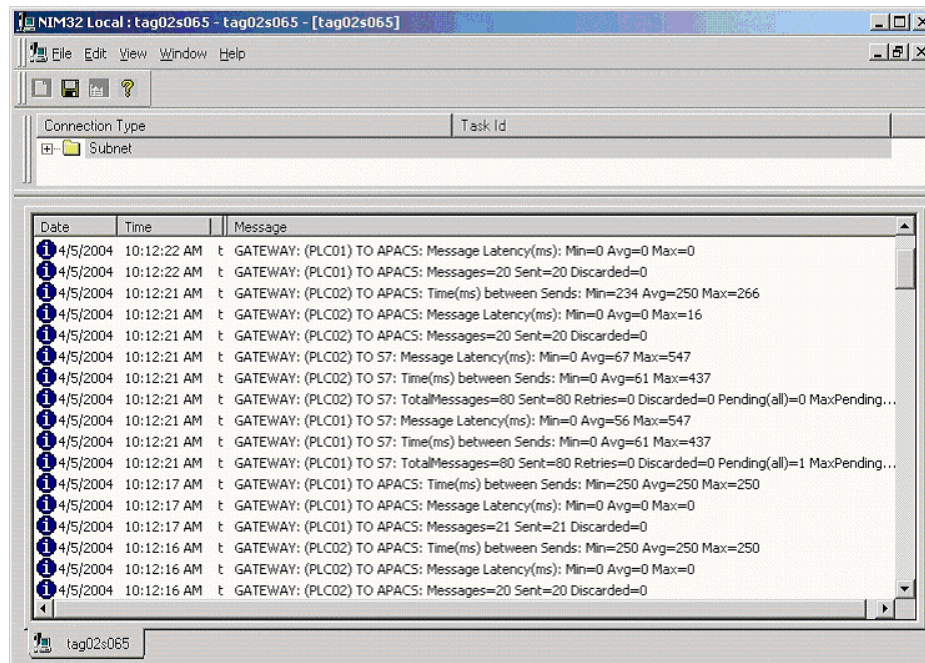 NIM32 Local : tag02s065 - tag02s065 - [tag02s065]
File Edit View Window Help
Connection Type Task Id
Subnet
Date Time Message
4/5/2004 10:12:22 AM t GATEWAY: (PLC01) TO APACS: Message Latency(ms): Min=0 Avg=0 Max=0
4/5/2004 10:12:22 AM t GATEWAY: (PLC01) TO APACS: Messages=20 Sent=20 Discarded=0
4/5/2004 10:12:21 AM t GATEWAY: (PLC02) TO APACS: Time(ms) between Sends: Min=234 Avg=250 Max=266
4/5/2004 10:12:21 AM t GATEWAY: (PLC02) TO APACS: Message Latency(ms): Min=0 Avg=0 Max=16
4/5/2004 10:12:21 AM t GATEWAY: (PLC02) TO APACS: Messages=20 Sent=20 Discarded=0
4/5/2004 10:12:21 AM t GATEWAY: (PLC02) TO S7: Message Latency(ms): Min=0 Avg=67 Max=547
4/5/2004 10:12:21 AM t GATEWAY: (PLC02) TO S7: Time(ms) between Sends: Min=0 Avg=61 Max=437
4/5/2004 10:12:21 AM t GATEWAY: (PLC02) TO S7: TotalMessages=80 Sent=80 Retries=0 Discarded=0 Pending(all)=0 MaxPending...
4/5/2004 10:12:21 AM t GATEWAY: (PLC01) TO S7: Message Latency(ms): Min=0 Avg=56 Max=547
4/5/2004 10:12:21 AM t GATEWAY: (PLC01) TO S7: Time(ms) between Sends: Min=0 Avg=61 Max=437
4/5/2004 10:12:21 AM t GATEWAY: (PLC01) TO S7: TotalMessages=80 Sent=80 Retries=0 Discarded=0 Pending(all)=1 MaxPending...
4/5/2004 10:12:17 AM t GATEWAY: (PLC01) TO APACS: Time(ms) between Sends: Min=250 Avg=250 Max=250
4/5/2004 10:12:17 AM t GATEWAY: (PLC01) TO APACS: Message Latency(ms): Min=0 Avg=0 Max=0
4/5/2004 10:12:17 AM t GATEWAY: (PLC01) TO APACS: Messages=21 Sent=21 Discarded=0
4/5/2004 10:12:16 AM t GATEWAY: (PLC02) TO APACS: Time(ms) between Sends: Min=250 Avg=250 Max=250
4/5/2004 10:12:16 AM t GATEWAY: (PLC02) TO APACS: Message Latency(ms): Min=0 Avg=0 Max=0
4/5/2004 10:12:16 AM t GATEWAY: (PLC02) TO APACS: Messages=20 Sent=20 Discarded=0
tag02s065